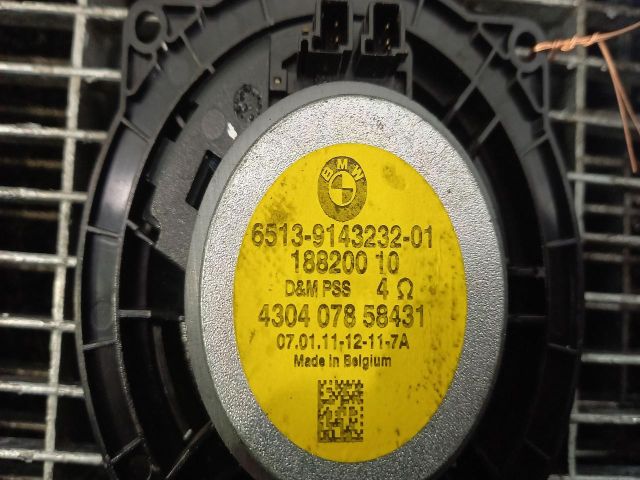 BMW
6513-9143232-01
188200 10
D&M PSS 4 Ω
4304 078 58431
07.01.11-12-11-7A
Made in Belgium